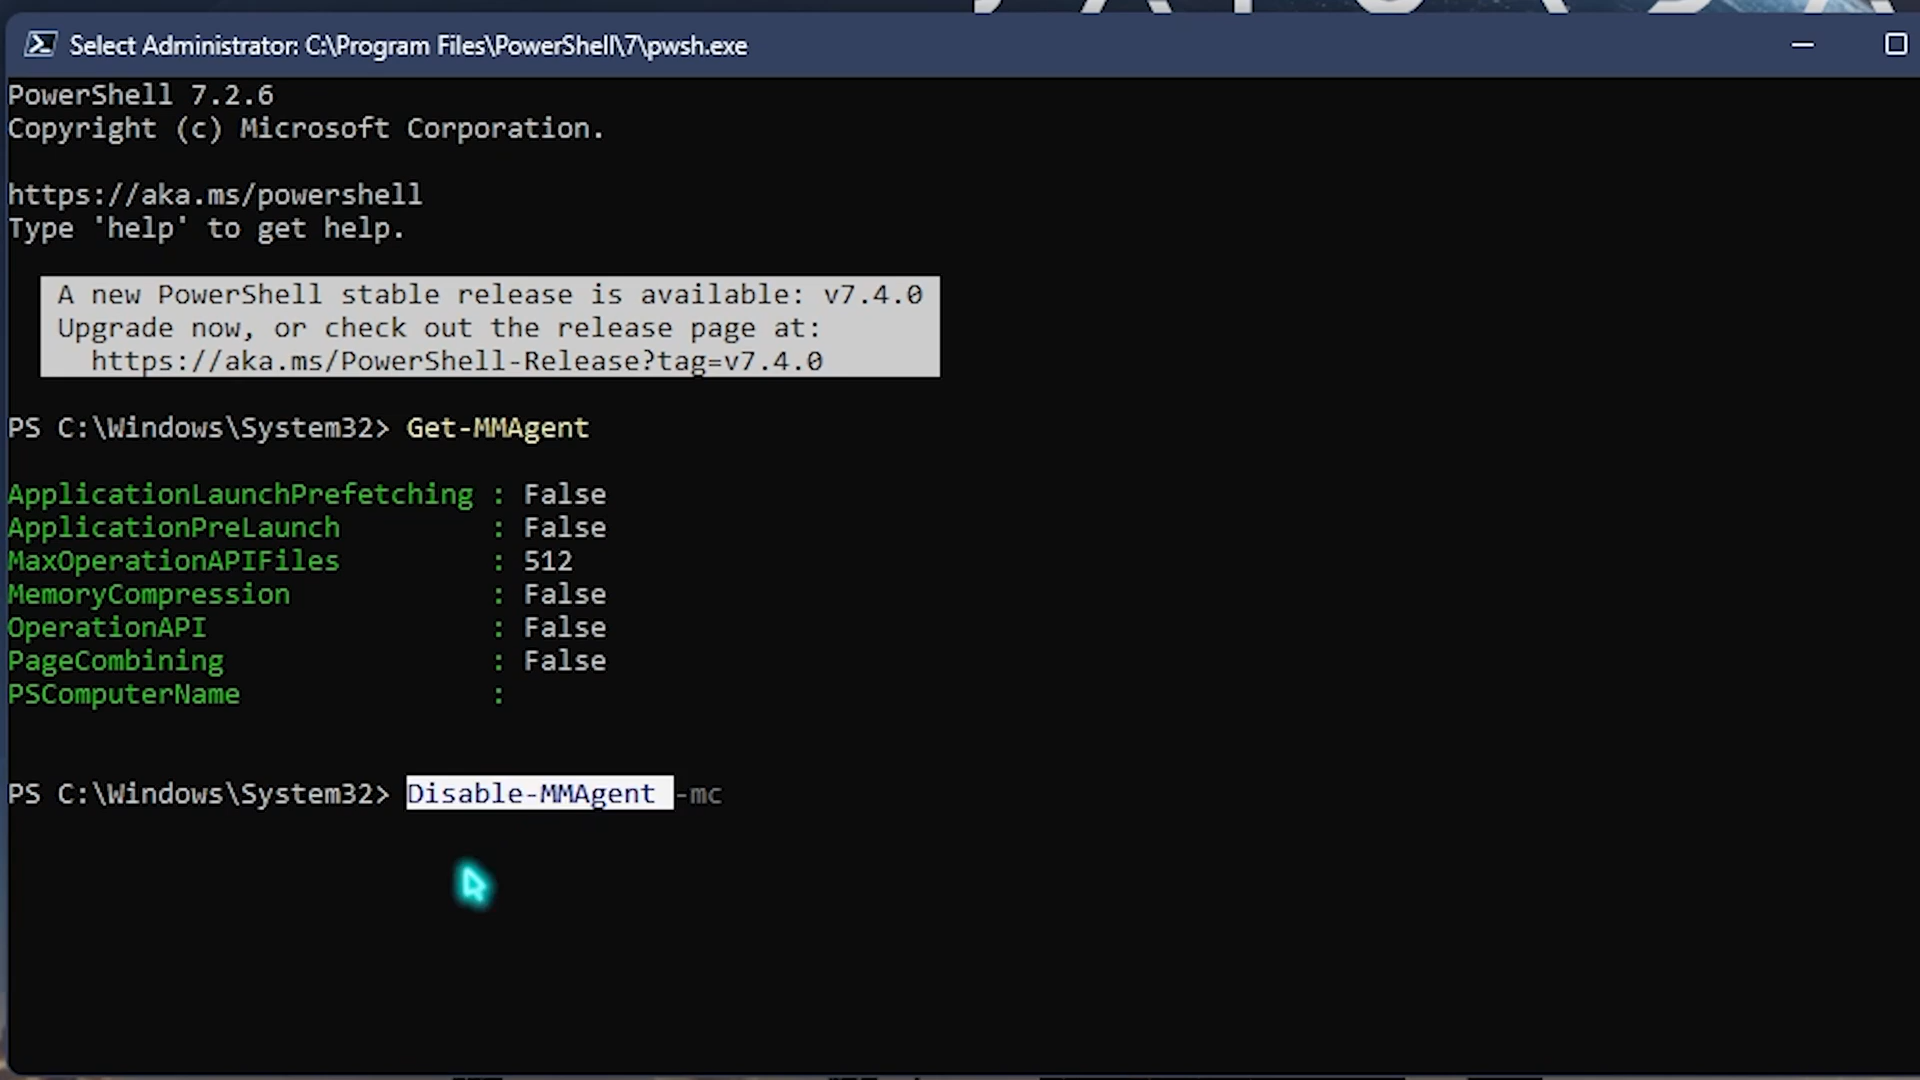 Select Administrator: C:\Program Files\PowerShell\7\pwsh.exe
PowerShell 7.2.6
Copyright (c) Microsoft Corporation.
https://aka.ms/powershell
Type 'help' to get help.
A new PowerShell stable release is available: v7.4.0
Upgrade now, or check out the release page at:
https://aka.ms/PowerShell-Release?tag=v7.4.0
PS C:\Windows\System32> Get-MMAgent
ApplicationLaunchPrefetching : False
ApplicationPreLaunch : False
MaxOperationAPIFiles : 512
MemoryCompression : False
OperationAPI : False
PageCombining : False
PSComputerName :
PS C:\Windows\System32> Disable-MMAgent -mc